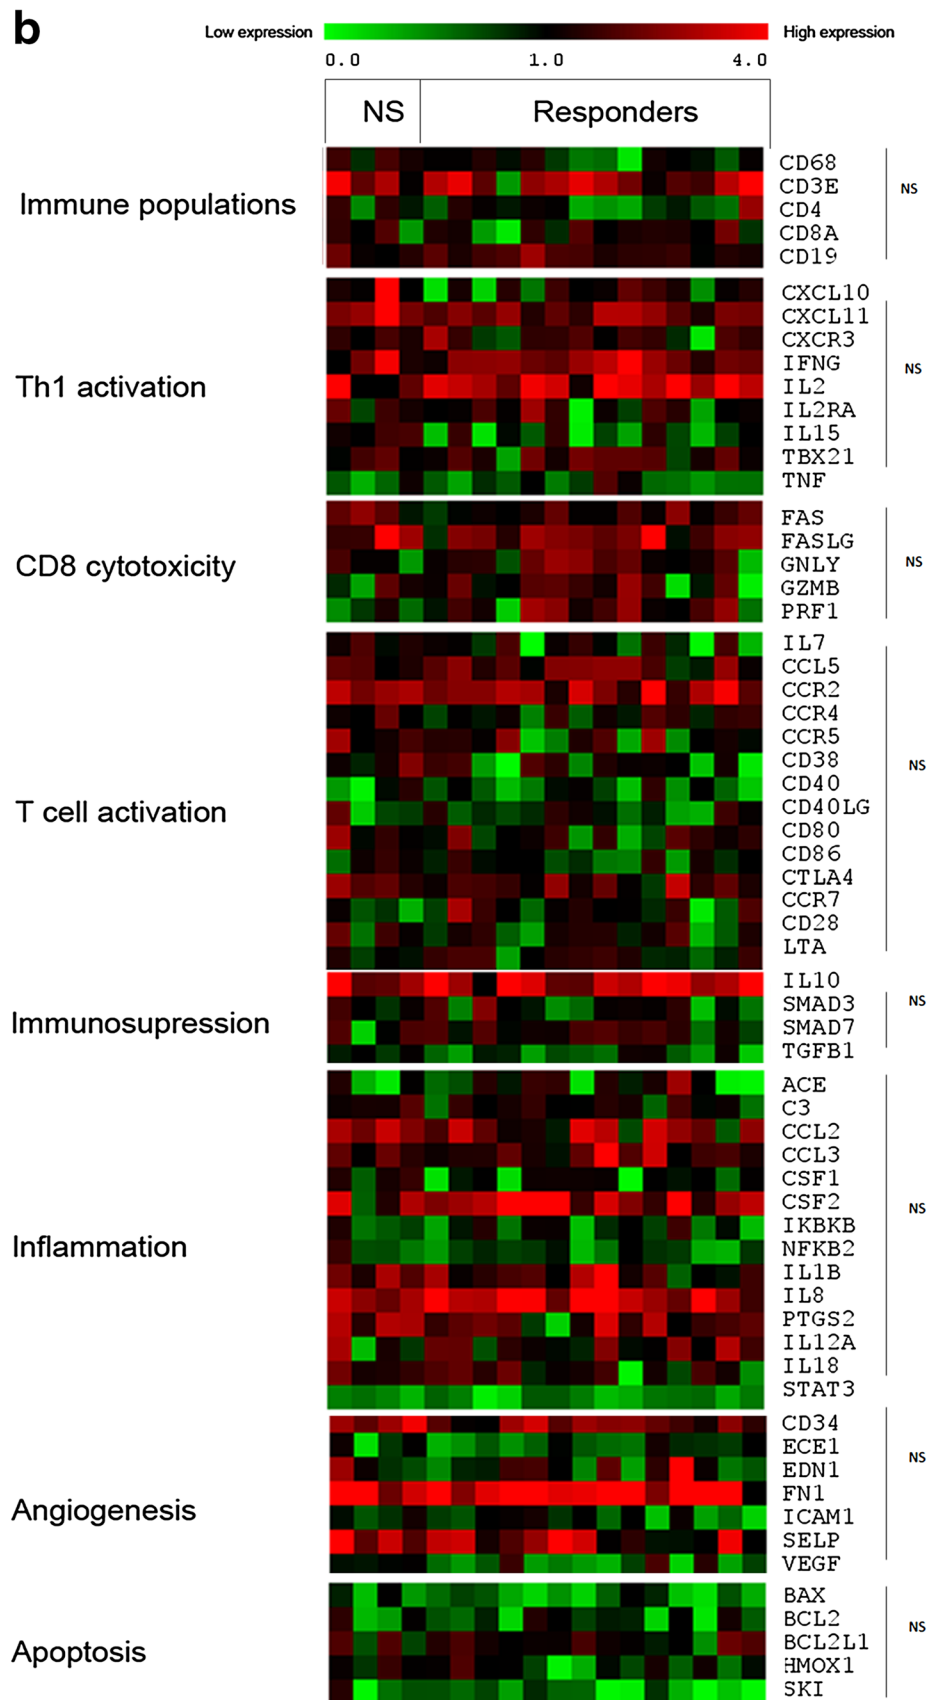 b
Low expression
High expression
0.0 1.0 4.0
NS Responders
Immune populations
CD68
CD3E
CD4
CD8A
CD19
NS
Th1 activation
CXCL10
CXCL11
CXCR3
IFNG
IL2
IL2RA
IL15
TBX21
TNF
NS
CD8 cytotoxicity
FAS
FASLG
GNLY
GZMB
PRF1
NS
T cell activation
IL7
CCL5
CCR2
CCR4
CCR5
CD38
CD40
CD40LG
CD80
CD86
CTLA4
CCR7
CD28
LTA
NS
Immunosupression
IL10
SMAD3
SMAD7
TGFB1
NS
Inflammation
ACE
C3
CCL2
CCL3
CSF1
CSF2
IKBKB
NFKB2
IL1B
IL8
PTGS2
IL12A
IL18
STAT3
NS
Angiogenesis
CD34
ECE1
EDN1
FN1
ICAM1
SELP
VEGF
NS
Apoptosis
BAX
BCL2
BCL2L1
HMOX1
SKI
NS